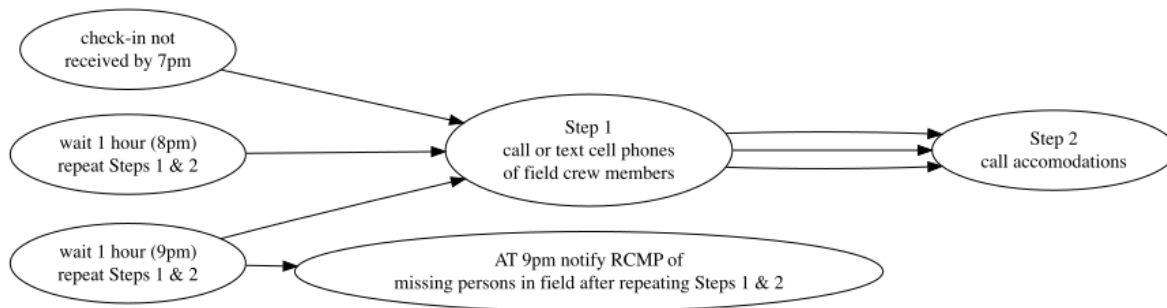 check-in not
received by 7pm
wait 1 hour (8pm)
repeat Steps 1 & 2
wait 1 hour (9pm)
repeat Steps 1 & 2
Step 1
call or text cell phones
of field crew members
AT 9pm notify RCMP of
missing persons in field after repeating Steps 1 & 2
Step 2
call accomodations